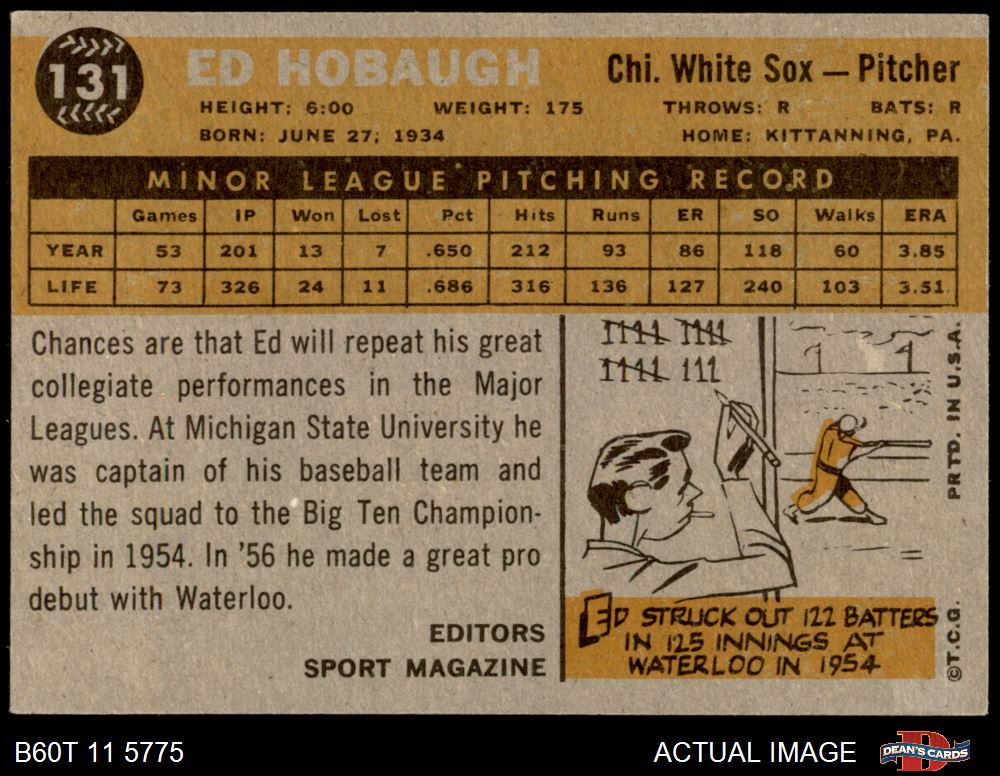 131
ED HOBAUGH
Chi. White Sox — Pitcher
HEIGHT: 6:00 WEIGHT: 175 THROWS: R BATS: R
BORN: JUNE 27, 1934 HOME: KITTANNING, PA.
MINOR LEAGUE PITCHING RECORD
Games IP Won Lost Pct Hits Runs ER SO Walks ERA
YEAR 53 201 13 7 .650 212 93 86 118 60 3.85
LIFE 73 326 24 11 .686 316 136 127 240 103 3.51
Chances are that Ed will repeat his great
collegiate performances in the Major
Leagues. At Michigan State University he
was captain of his baseball team and
led the squad to the Big Ten Champion-
ship in 1954. In '56 he made a great pro
debut with Waterloo.
EDITORS
SPORT MAGAZINE
ED STRUCK OUT 122 BATTERS
IN 125 INNINGS AT
WATERLOO IN 1954
PRTD. IN U.S.A.
©T.C.G.
B60T 11 5775
ACTUAL IMAGE
DEAN'S CARDS